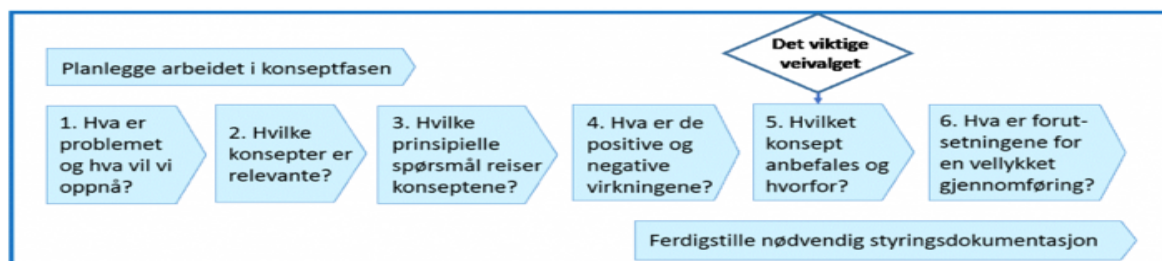 Det viktige
veivalget
Planlegge arbeidet i konseptfasen
1. Hva er
problemet
og hva vil vi
oppnå?
2. Hvilke
konsepter er
relevante?
3. Hvilke
prinsipielle
spørsmål reiser
konseptene?
4. Hva er de
positive og
negative
virkningene?
5. Hvilket
konsept
anbefales og
hvorfor?
6. Hva er forut-
setningene for
en vellykket
gjennomføring?
Ferdigstille nødvendig styringsdokumentasjon